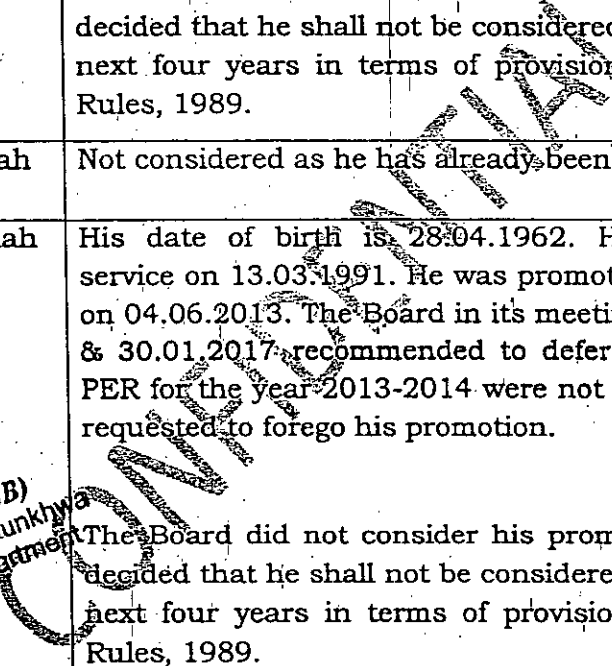 decided that he shall not be considered
next four years in terms of provision
Rules, 1989.
ah Not considered as he has already been
ah His date of birth is 28.04.1962. H
service on 13.03.1991. He was promot
on 04.06.2013. The Board in its meeti
& 30.01.2017 recommended to defer
PER for the year 2013-2014 were not
requested to forego his promotion.
B)
unkhwa
artment The Board did not consider his prom
decided that he shall not be considere
next four years in terms of provisio
Rules, 1989.
CONFIDENTIAL